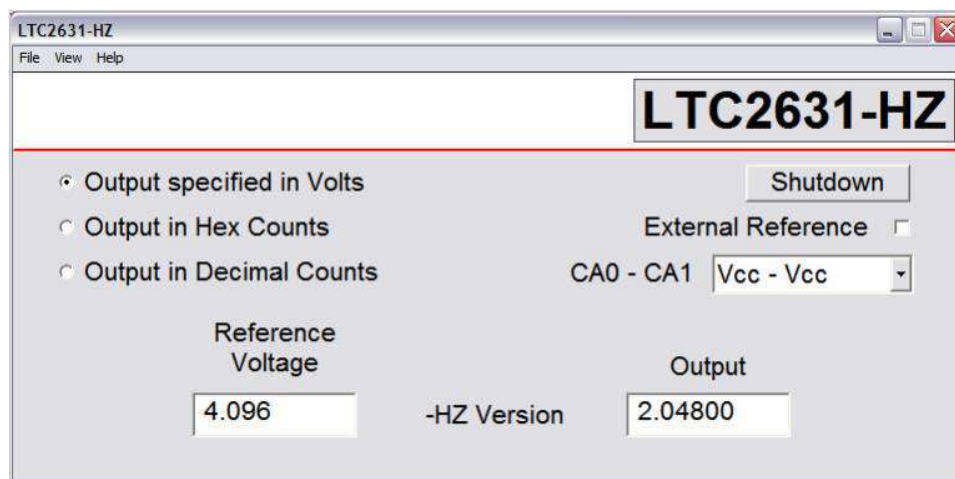 LTC2631-HZ
File View Help
LTC2631-HZ
Output specified in Volts
Shutdown
Output in Hex Counts
External Reference
Output in Decimal Counts
CA0 - CA1 Vcc - Vcc
Reference
Voltage
Output
4.096
-HZ Version
2.04800